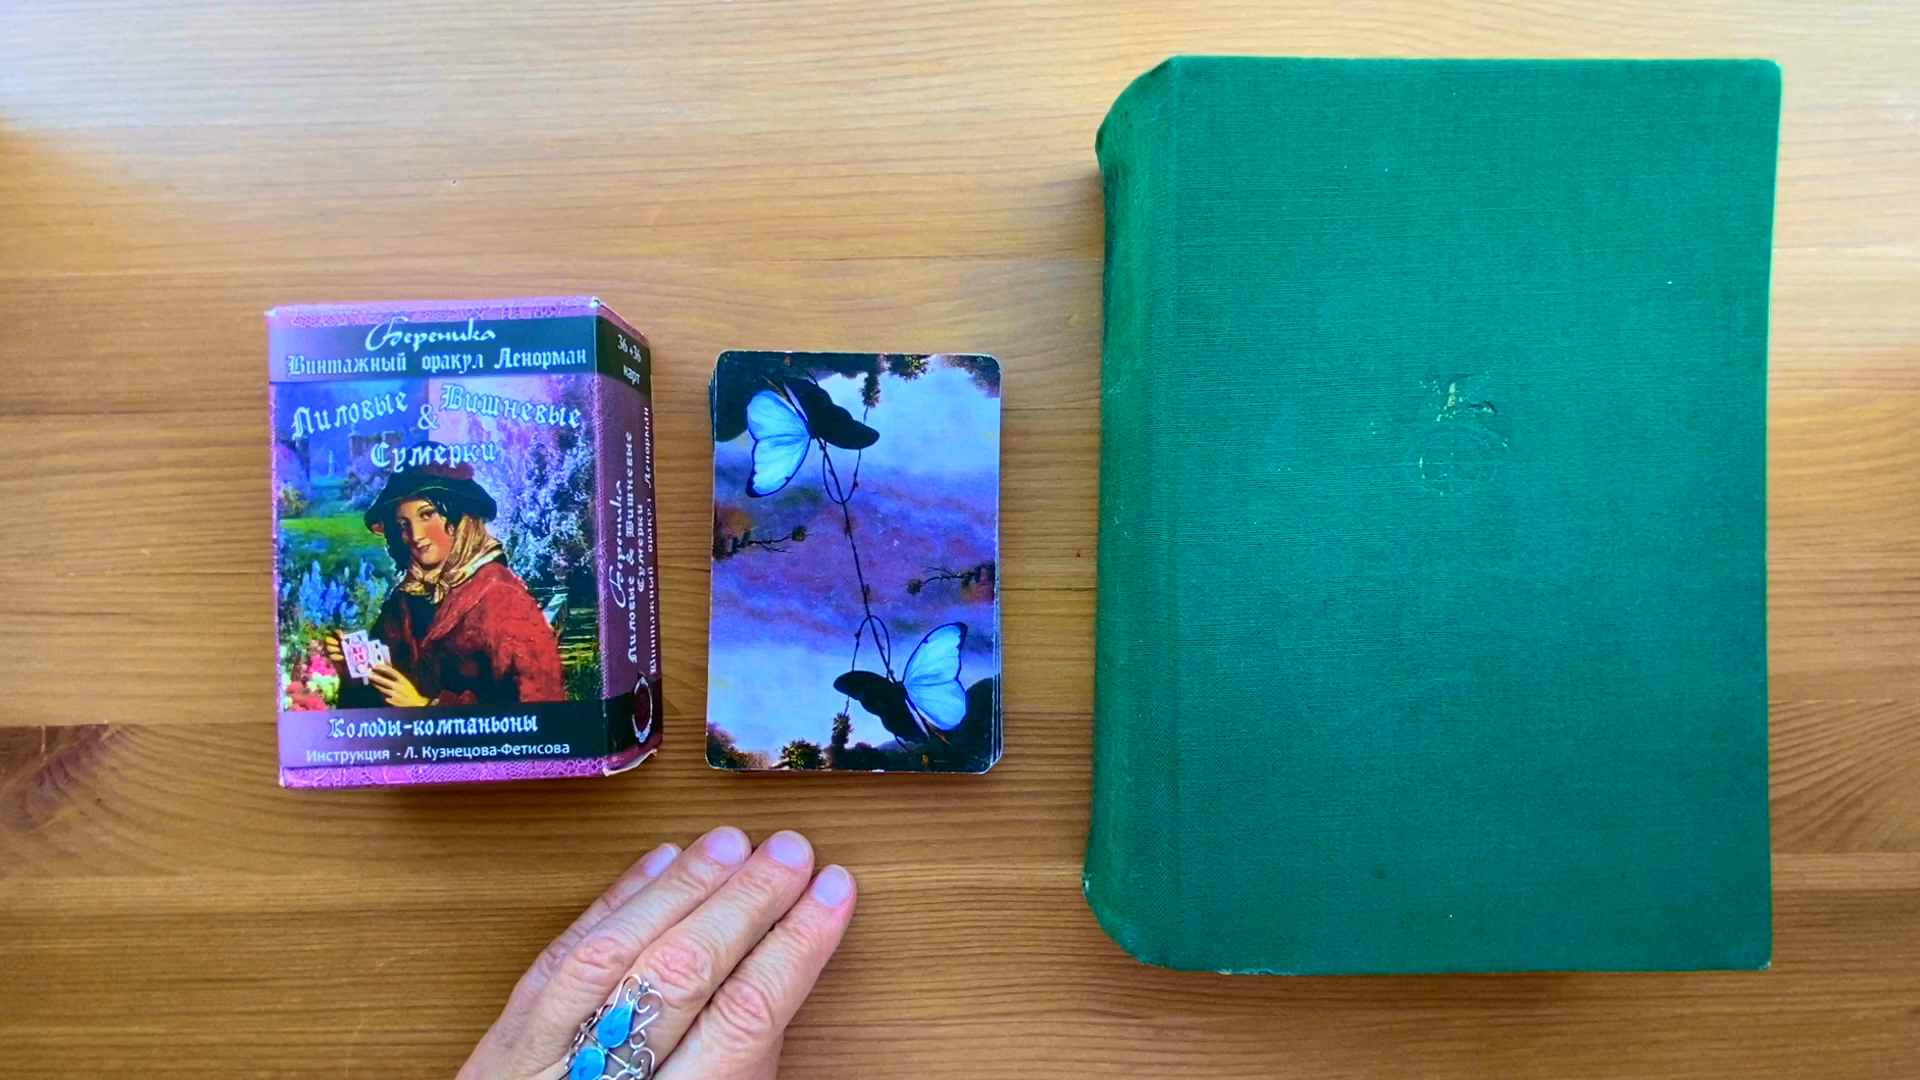 Береника
Винтажный оракул Ленорман
Лиловые & Вишневые
Сумерки
Колоды-компаньоны
Инструкция - Л. Кузнецова-Фетисова
36+36
карт
Береника
Лиловые & Вишневые
Сумерки
Винтажный оракул Ленорман